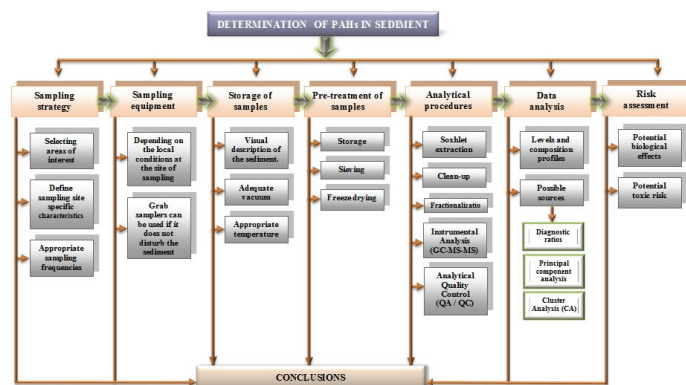 DETERMINATION OF PAHs IN SEDIMENT
Sampling
strategy
Selecting
areas of
interest
Define
sampling site
specific
characteristics
Appropriate
sampling
frequencies
Sampling
equipment
Depending on
the local
conditions at
the site of
sampling
Grab
samplers can
be used if it
does not
disturb the
sediment
Storage of
samples
Visual
description of
the sediment.
Adequate
vacuum
Appropriate
temperature
Pre-treatment of
samples
Storage
Sieving
Freeze drying
Analytical
procedures
Soxhlet
extraction
Clean-up
Fractionalizatio
Instrumental
Analysis
(GC-MS-MS)
Analytical
Quality
Control
(QA / QC)
Data
analysis
Levels and
composition
profiles
Possible
sources
Diagnostic
ratios
Principal
component
analysis
Cluster
Analysis (CA)
Risk
assessment
Potential
biological
effects
Potential
toxic risk
CONCLUSIONS